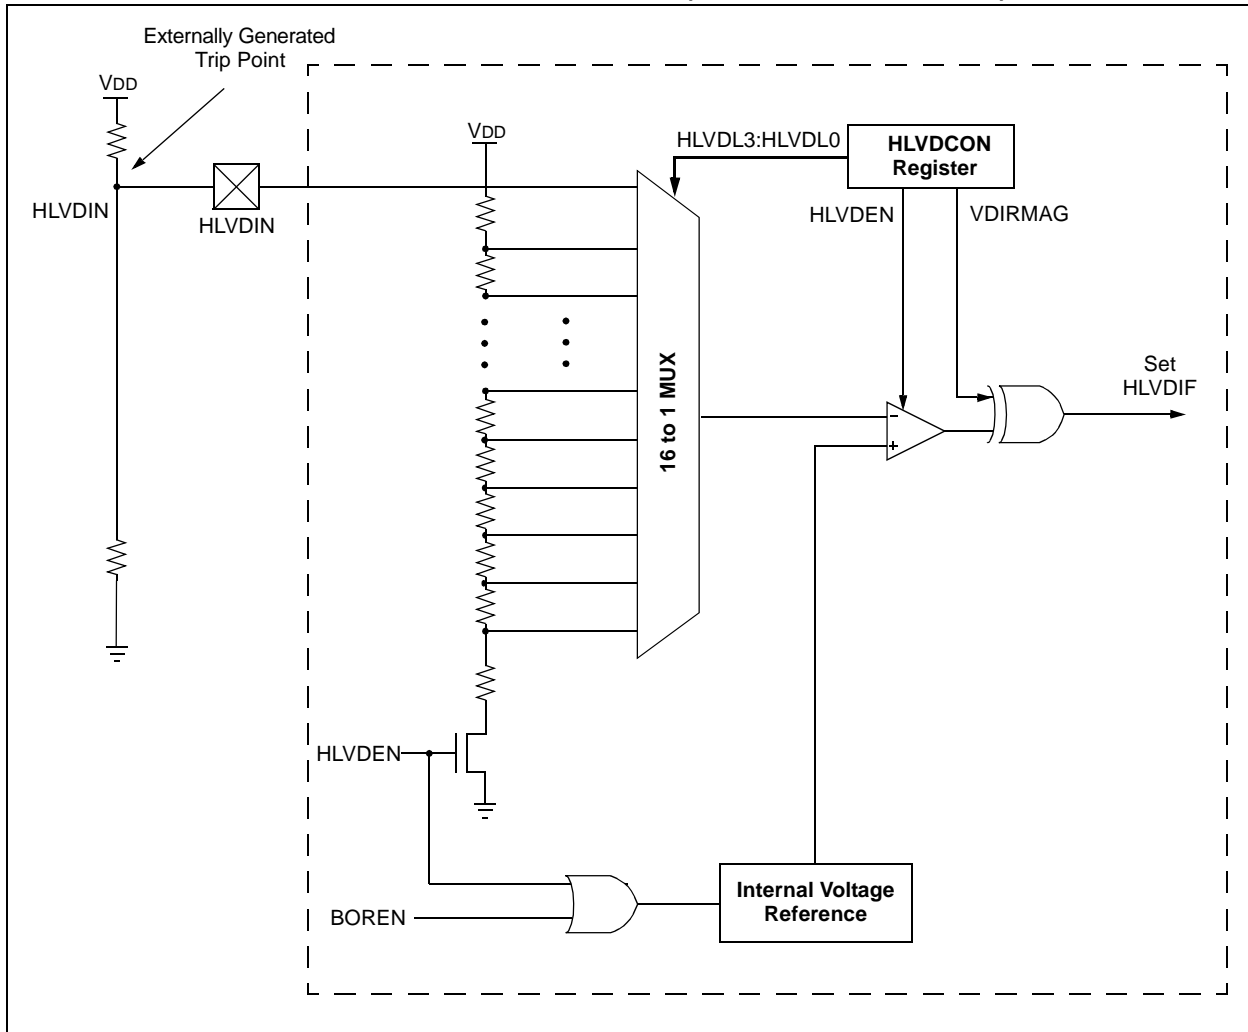 Externally Generated
Trip Point
VDD
HLVDIN
HLVDIN
VDD
HLVDL3:HLVDL0
HLVDCON
Register
HLVDEN
VDIRMAG
16 to 1 MUX
-
+
Set
HLVDIF
HLVDEN
BOREN
Internal Voltage
Reference